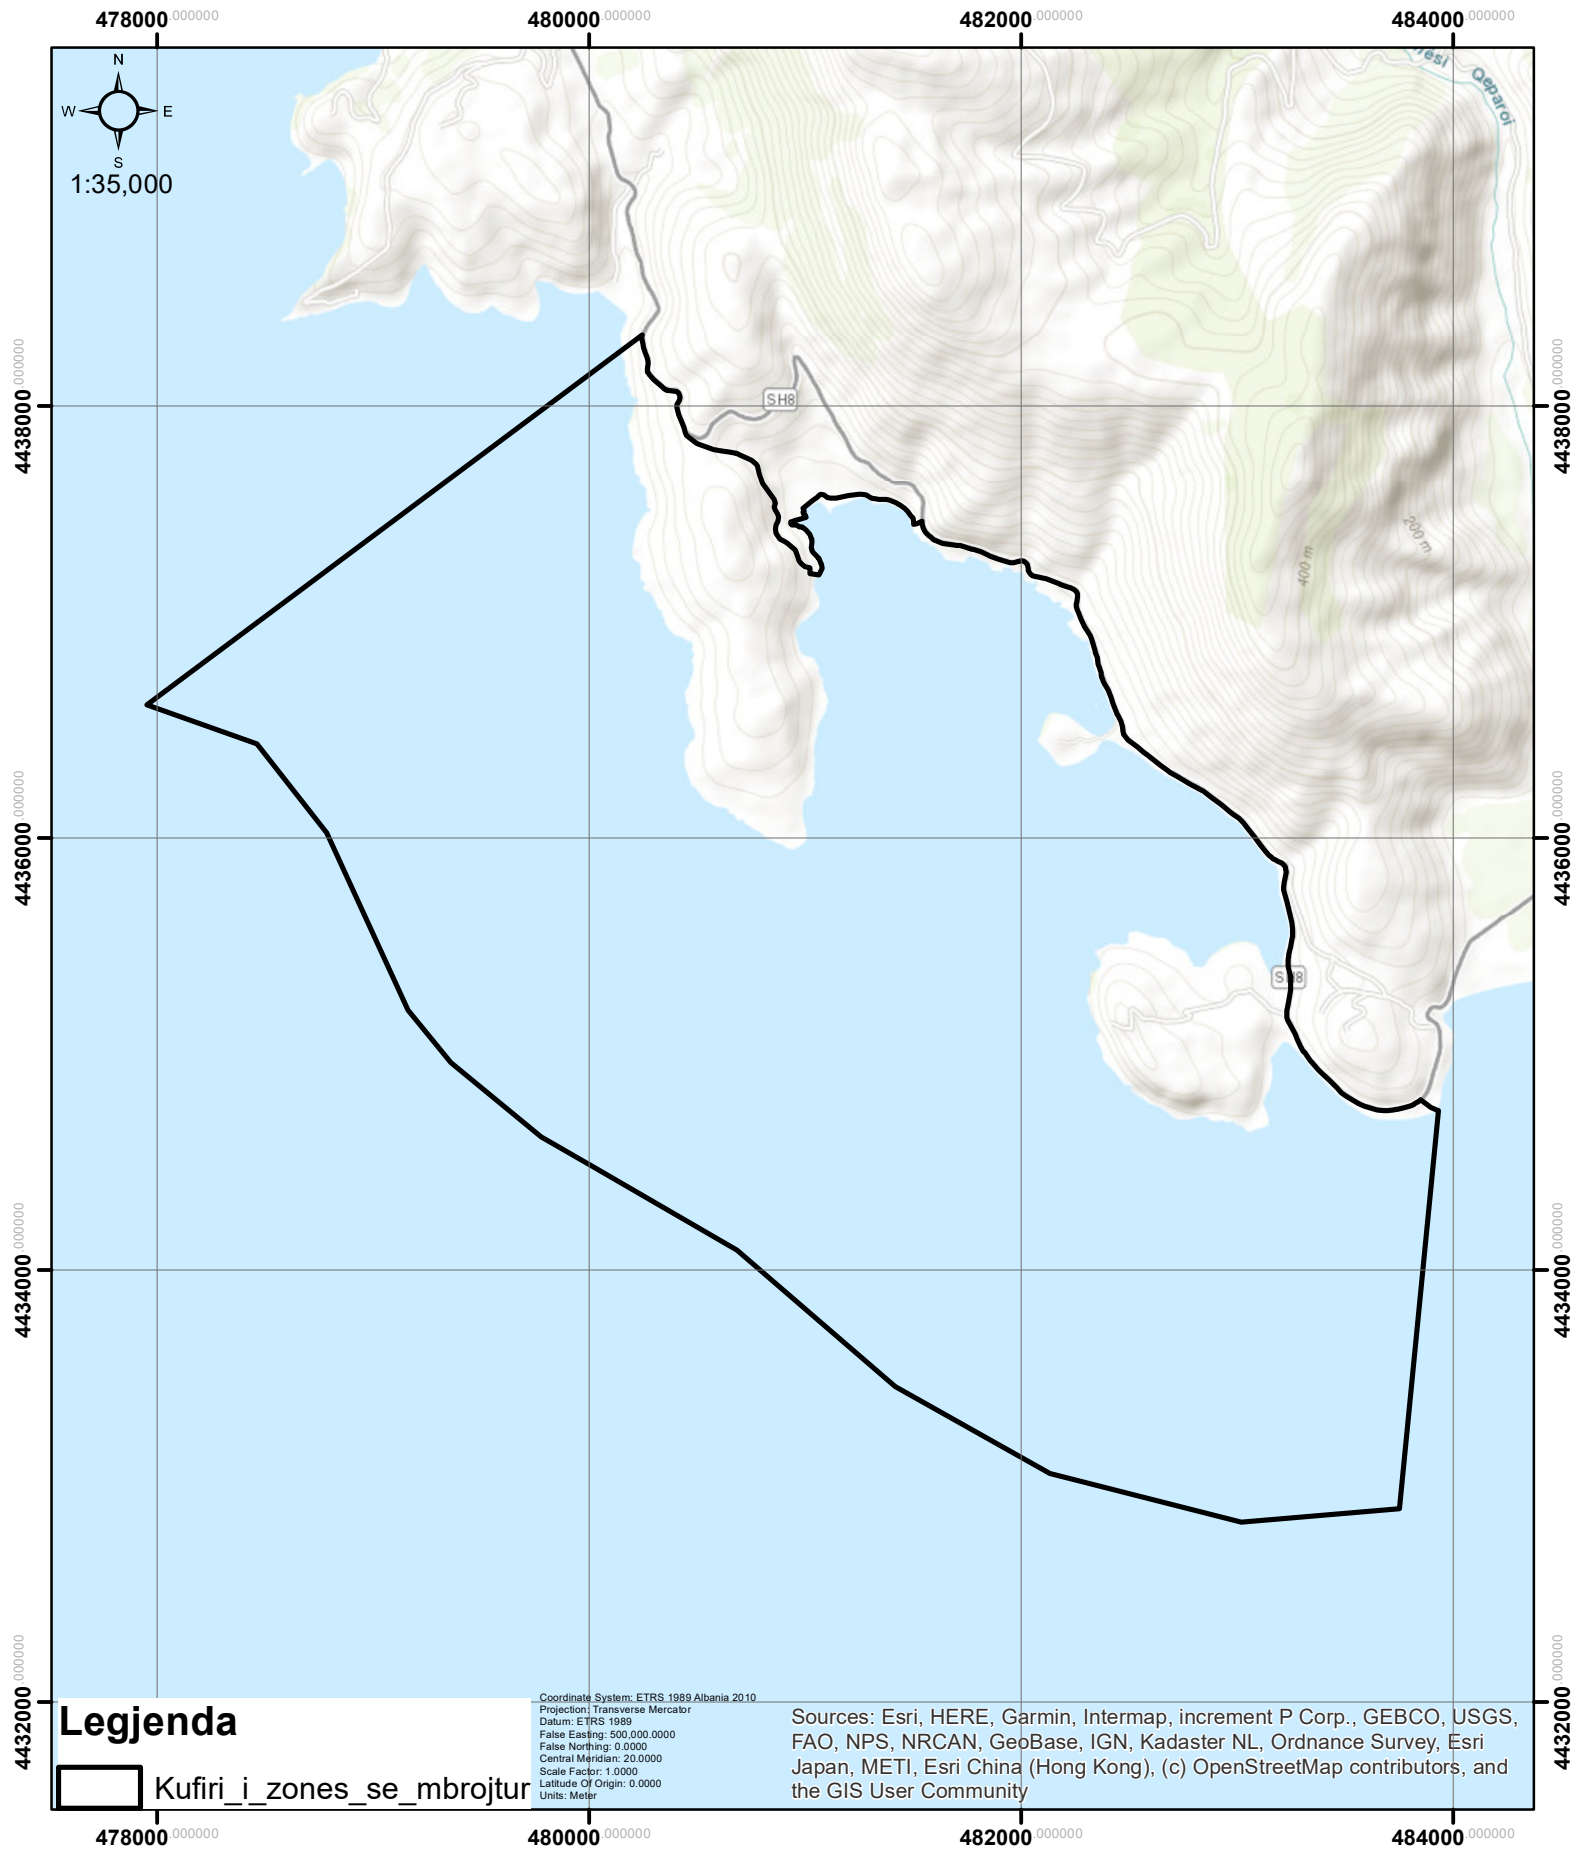 478000.000000 480000.000000 482000.000000 484000.000000
N
W E
S
1:35,000
Qeparoi
4438000.000000 4438000.000000
SH8
200 m
400 m
4436000.000000 4436000.000000
SH8
4434000.000000 4434000.000000
4432000.000000 4432000.000000
Legjenda
Kufiri_i_zones_se_mbrojtur
Coordinate System: ETRS 1989 Albania 2010
Projection: Transverse Mercator
Datum: ETRS 1989
False Easting: 500,000.0000
False Northing: 0.0000
Central Meridian: 20.0000
Scale Factor: 1.0000
Latitude Of Origin: 0.0000
Units: Meter
Sources: Esri, HERE, Garmin, Intermap, increment P Corp., GEBCO, USGS,
FAO, NPS, NRCAN, GeoBase, IGN, Kadaster NL, Ordnance Survey, Esri
Japan, METI, Esri China (Hong Kong), (c) OpenStreetMap contributors, and
the GIS User Community
478000.000000 480000.000000 482000.000000 484000.000000